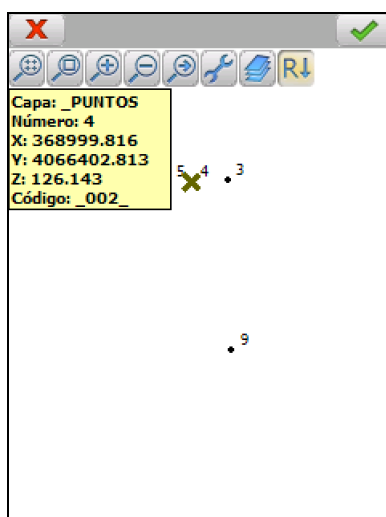 R
Capa: _PUNTOS
Número: 4
X: 368999.816
Y: 4066402.813
Z: 126.143
Código: _002_
5 4 3
9